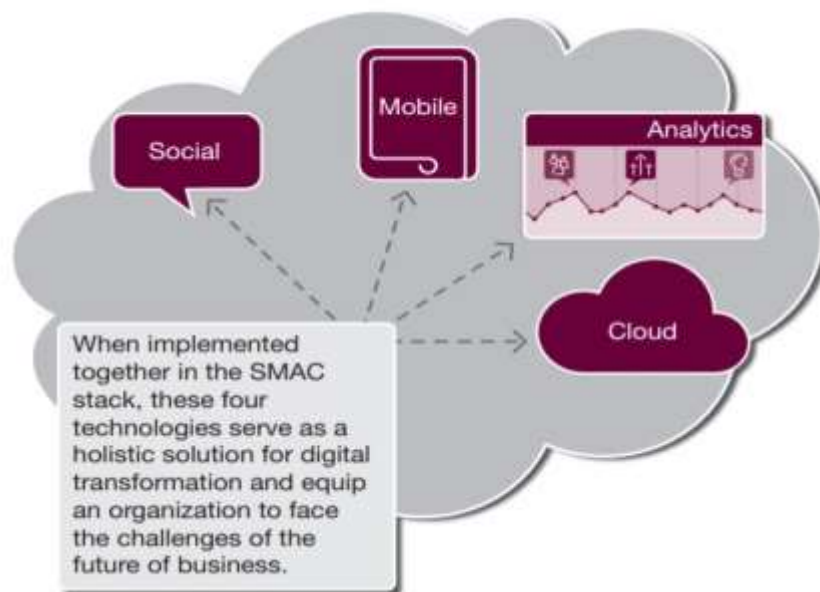 Social
Mobile
Analytics
Cloud
When implemented
together in the SMAC
stack, these four
technologies serve as a
holistic solution for digital
transformation and equip
an organization to face
the challenges of the
future of business.